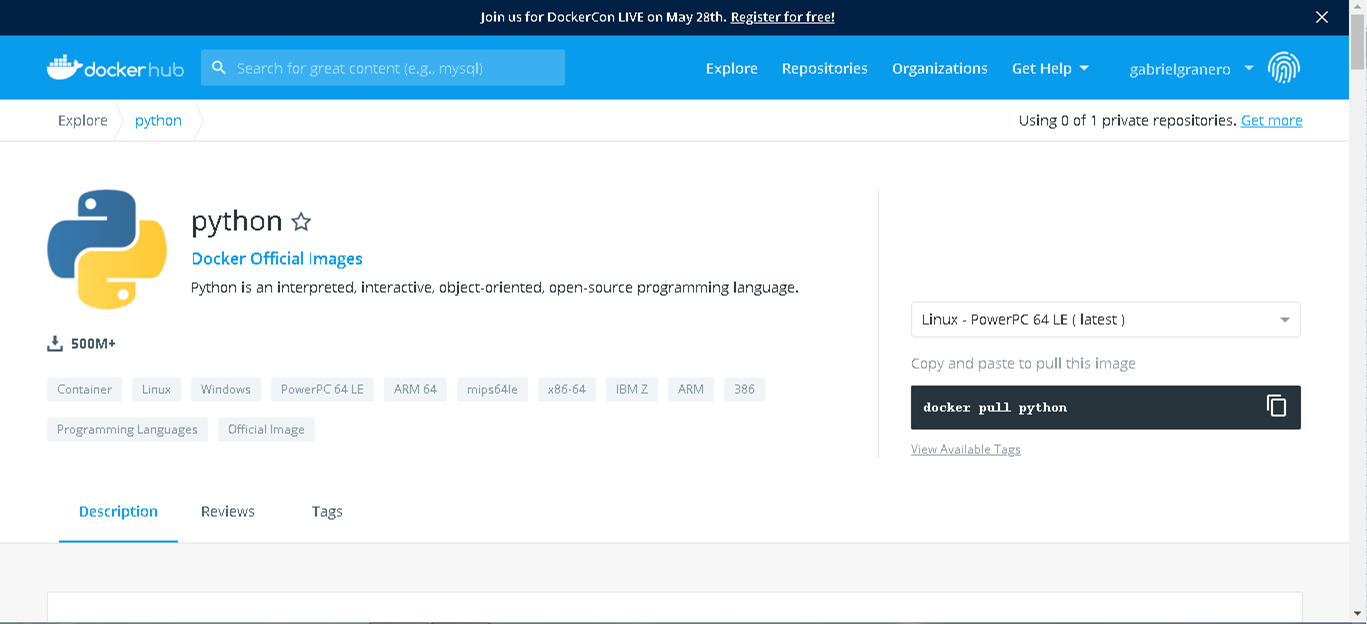 Join us for DockerCon LIVE on May 28th. Register for free!
dockerhub
Search for great content (e.g., mysql)
Explore
Repositories
Organizations
Get Help
gabrielgranero
Explore
python
Using 0 of 1 private repositories. Get more
python
Docker Official Images
Python is an interpreted, interactive, object-oriented, open-source programming language.
500M+
Container
Linux
Windows
PowerPC 64 LE
ARM 64
mips64le
x86-64
IBM Z
ARM
386
Programming Languages
Official Image
Linux - PowerPC 64 LE ( latest )
Copy and paste to pull this image
docker pull python
View Available Tags
Description
Reviews
Tags